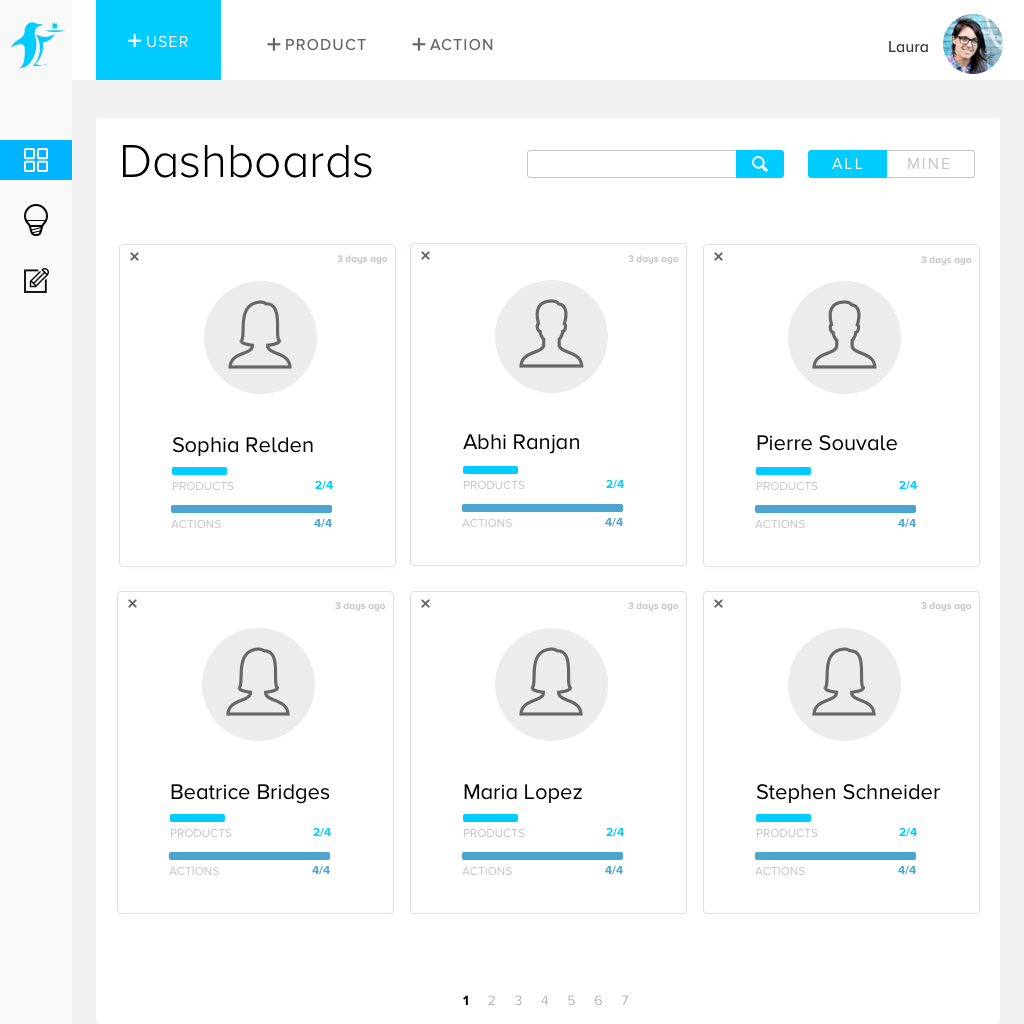 + USER
+ PRODUCT
+ ACTION
Laura
Dashboards
ALL
MINE
× 3 days ago
Sophia Relden
PRODUCTS 2/4
ACTIONS 4/4
× 3 days ago
Abhi Ranjan
PRODUCTS 2/4
ACTIONS 4/4
× 3 days ago
Pierre Souvale
PRODUCTS 2/4
ACTIONS 4/4
× 3 days ago
Beatrice Bridges
PRODUCTS 2/4
ACTIONS 4/4
× 3 days ago
Maria Lopez
PRODUCTS 2/4
ACTIONS 4/4
× 3 days ago
Stephen Schneider
PRODUCTS 2/4
ACTIONS 4/4
1 2 3 4 5 6 7